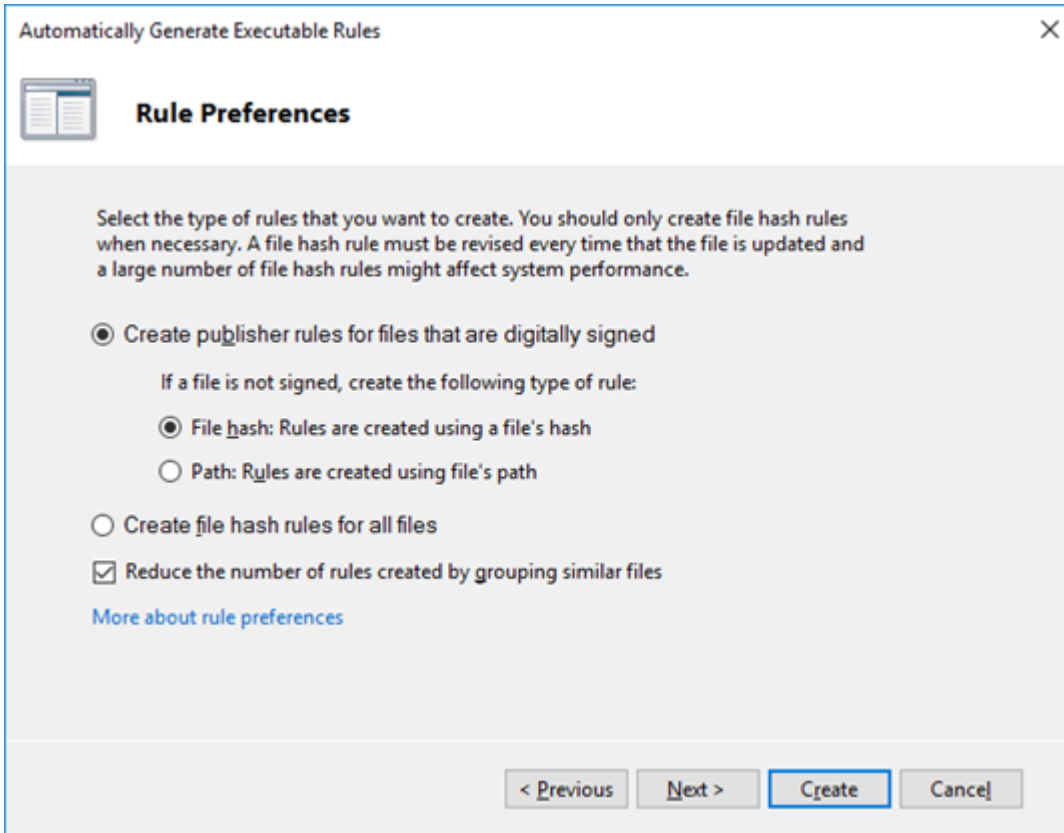 Automatically Generate Executable Rules
Rule Preferences
Select the type of rules that you want to create. You should only create file hash rules
when necessary. A file hash rule must be revised every time that the file is updated and
a large number of file hash rules might affect system performance.
Create publisher rules for files that are digitally signed
If a file is not signed, create the following type of rule:
File hash: Rules are created using a file's hash
Path: Rules are created using file's path
Create file hash rules for all files
Reduce the number of rules created by grouping similar files
More about rule preferences
< Previous
Next >
Create
Cancel